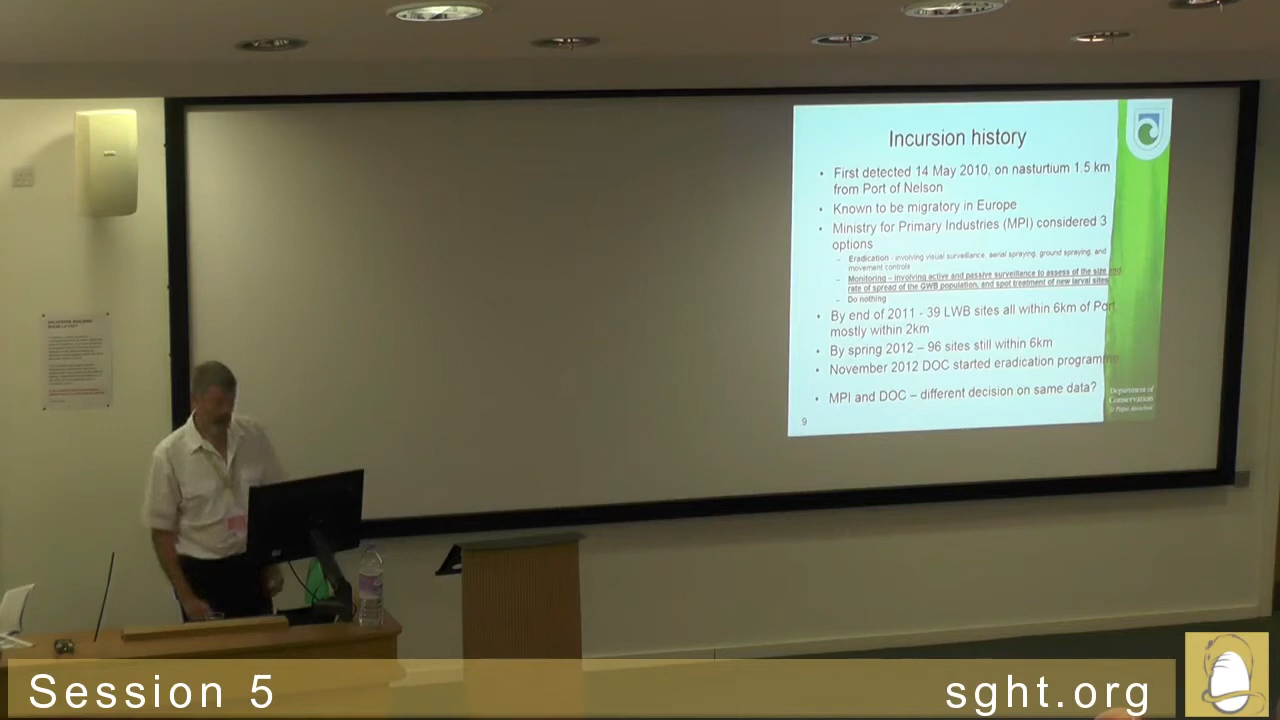 Incursion history
• First detected 14 May 2010, on nasturtium 1.5 km
from Port of Nelson
• Known to be migratory in Europe
• Ministry for Primary Industries (MPI) considered 3
options
– Eradication - involving visual surveillance, aerial spraying, ground spraying, and
movement controls
– Monitoring – involving active and passive surveillance to assess of the size and
rate of spread of the GWB population, and spot treatment of new larval sites
– Do nothing
• By end of 2011 - 39 LWB sites all within 6km of Port,
mostly within 2km
• By spring 2012 – 96 sites still within 6km
• November 2012 DOC started eradication programme
• MPI and DOC – different decision on same data?
9
Department of
Conservation
Te Papa Atawhai
Session 5
sght.org